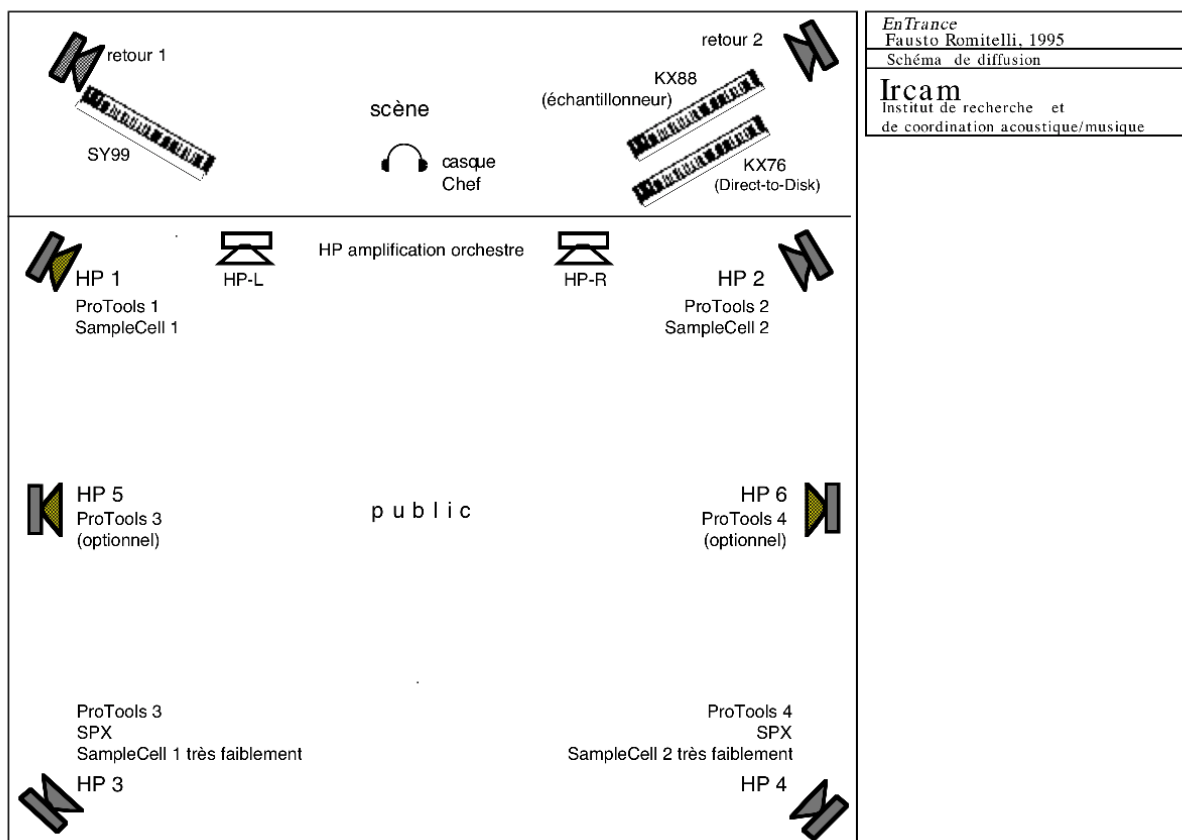 EnTrance
Fausto Romitelli, 1995
Schéma de diffusion
Ircam
Institut de recherche et
de coordination acoustique/musique
retour 1
retour 2
KX88
(échantillonneur)
scène
SY99
casque
Chef
KX76
(Direct-to-Disk)
HP amplification orchestre
HP 1
HP-L
HP-R
HP 2
ProTools 1
SampleCell 1
ProTools 2
SampleCell 2
HP 5
ProTools 3
(optionnel)
public
HP 6
ProTools 4
(optionnel)
ProTools 3
SPX
SampleCell 1 très faiblement
HP 3
ProTools 4
SPX
SampleCell 2 très faiblement
HP 4